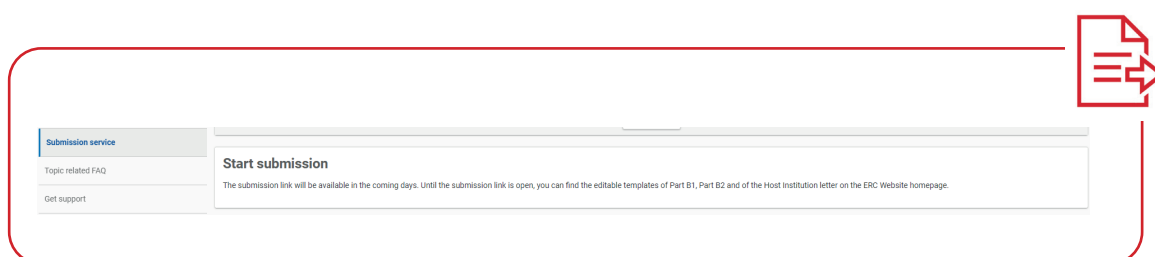 Submission service
Topic related FAQ
Get support
Start submission
The submission link will be available in the coming days. Until the submission link is open, you can find the editable templates of Part B1, Part B2 and of the Host Institution letter on the ERC Website homepage.